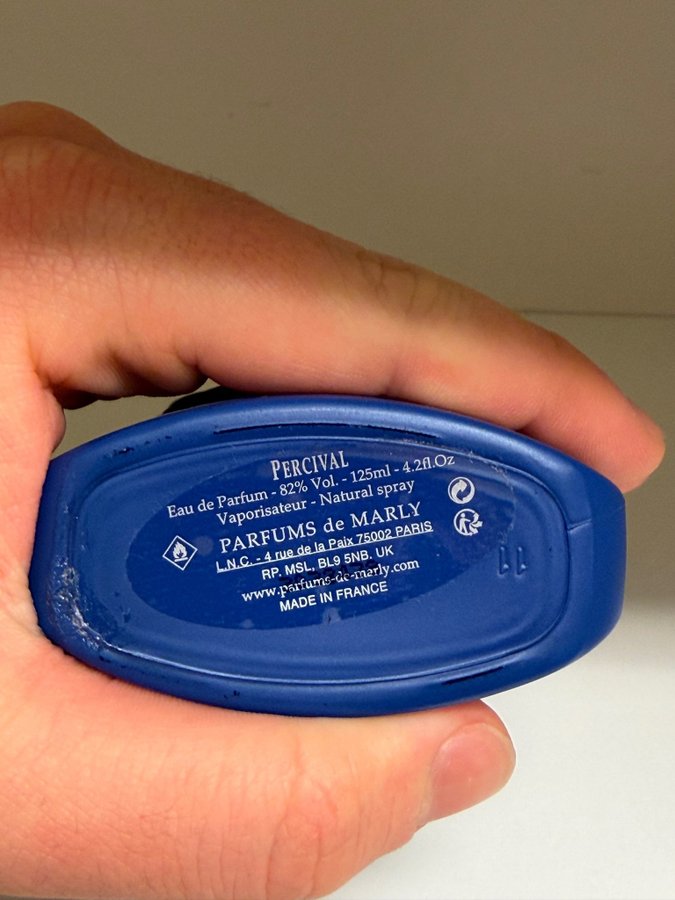 PERCIVAL
Eau de Parfum - 82% Vol. - 125ml - 4.2fl.Oz
Vaporisateur - Natural spray
PARFUMS de MARLY
L.N.C. - 4 rue de la Paix 75002 PARIS
RP. MSL, BL9 5NB. UK
www.parfums-de-marly.com
MADE IN FRANCE
11